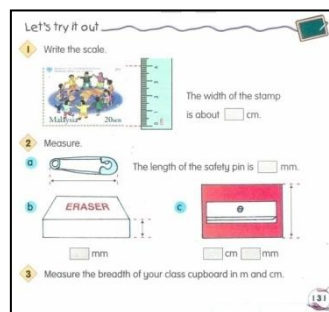 Let's try it out
1 Write the scale.
Malaysia 20sen
The width of the stamp
is about cm.
2 Measure.
a
The length of the safety pin is mm.
b ERASER
c
mm
cm mm
3 Measure the breadth of your class cupboard in m and cm.
131